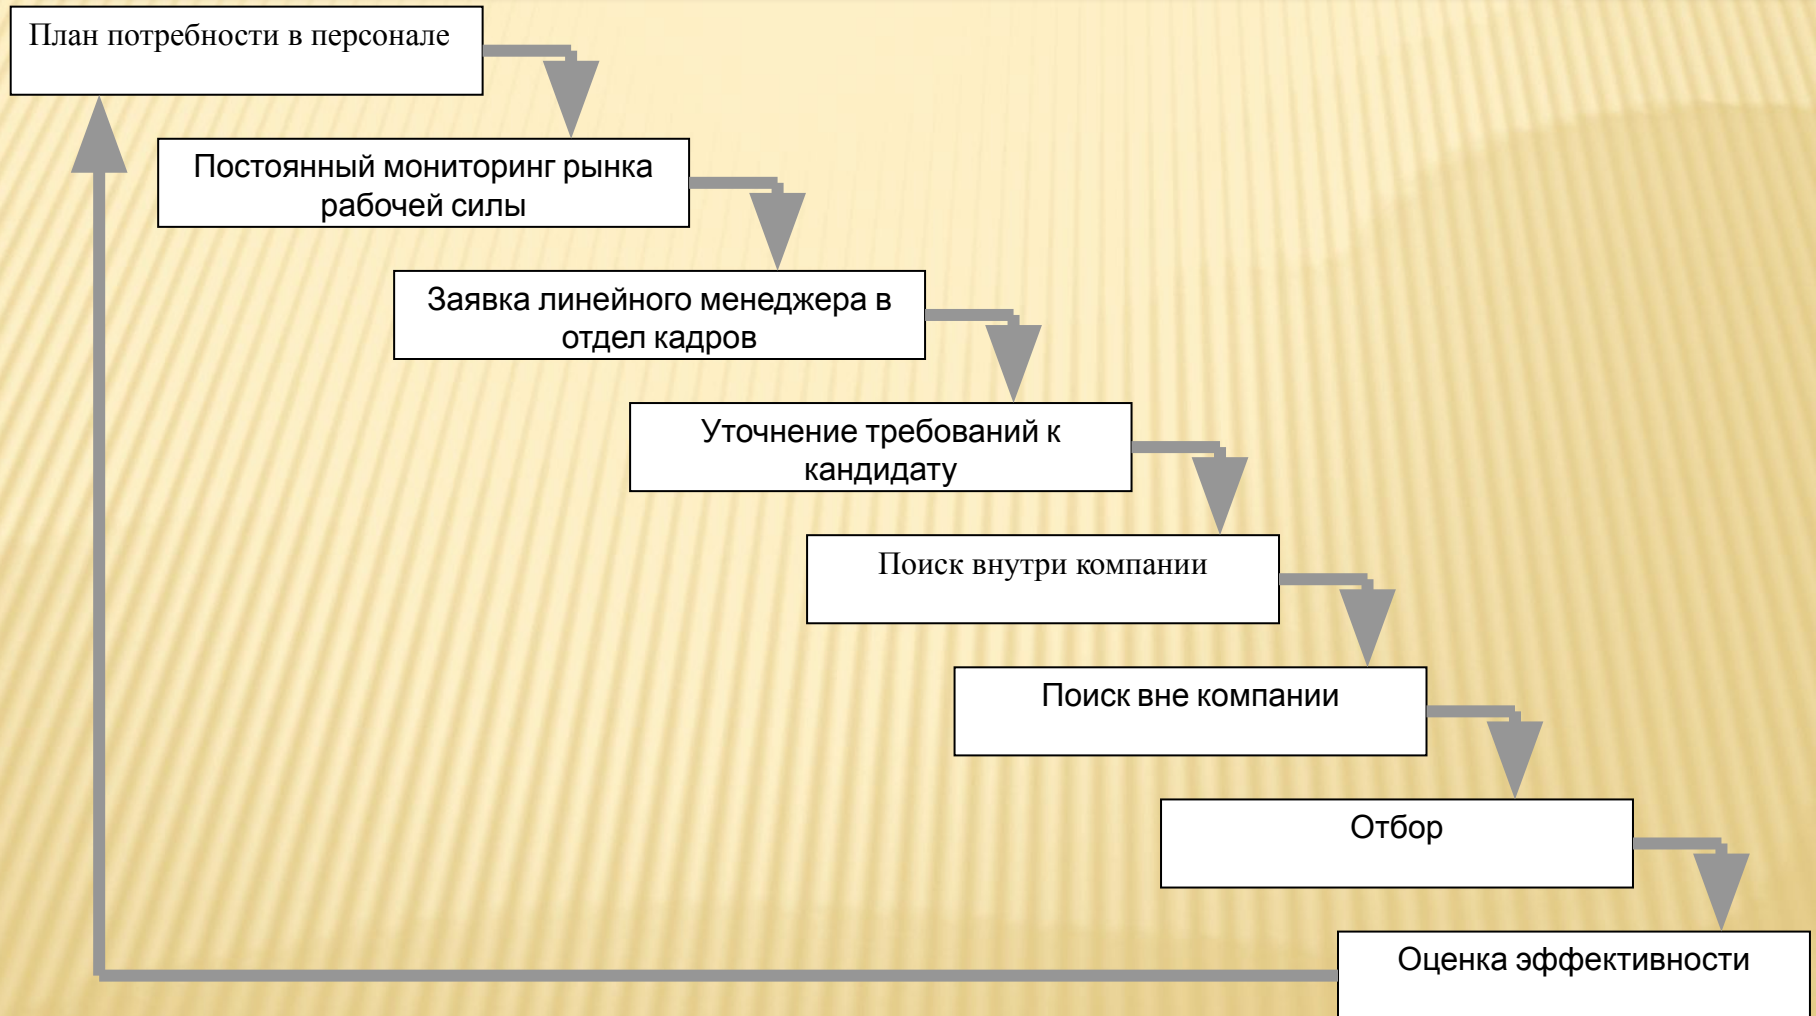 План потребности в персонале
Постоянный мониторинг рынка
рабочей силы
Заявка линейного менеджера в
отдел кадров
Уточнение требований к
кандидату
Поиск внутри компании
Поиск вне компании
Отбор
Оценка эффективности